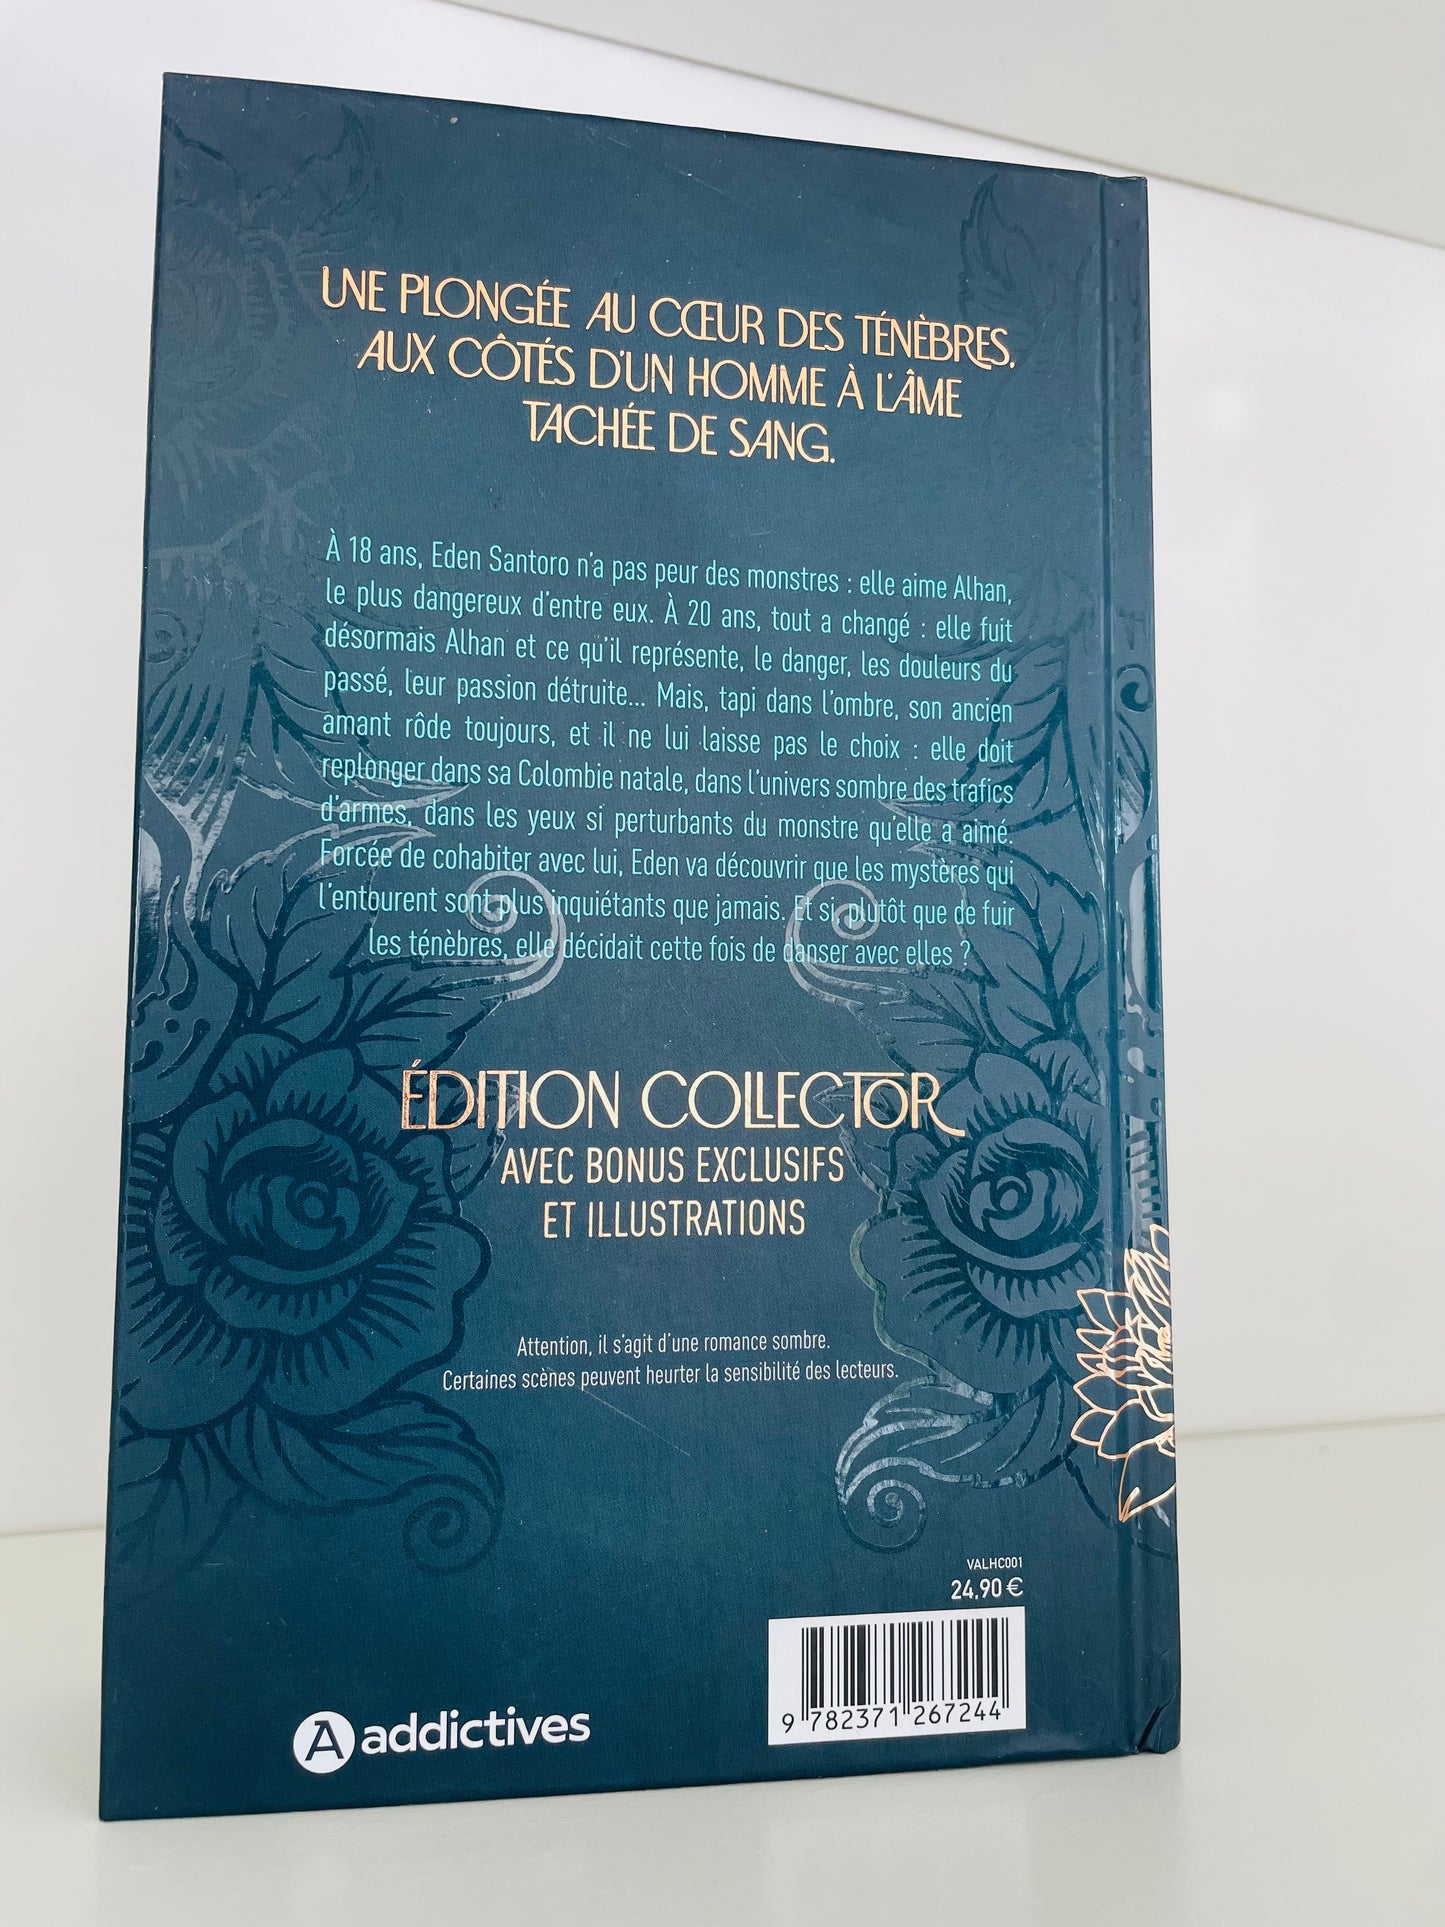 UNE PLONGÉE AU CŒUR DES TÉNÈBRES,
AUX CÔTÉS D'UN HOMME À L'ÂME
TACHÉE DE SANG.
À 18 ans, Eden Santoro n'a pas peur des monstres : elle aime Alhan,
le plus dangereux d'entre eux. À 20 ans, tout a changé : elle fuit
désormais Alhan et ce qu'il représente, le danger, les douleurs du
passé, leur passion détruite... Mais, tapi dans l'ombre, son ancien
amant rôde toujours, et il ne lui laisse pas le choix : elle doit
replonger dans sa Colombie natale, dans l'univers sombre des trafics
d'armes, dans les yeux si perturbants du monstre qu'elle a aimé.
Forcée de cohabiter avec lui, Eden va découvrir que les mystères qui
l'entourent sont plus inquiétants que jamais. Et si, plutôt que de fuir
les ténèbres, elle décidait cette fois de danser avec elles ?
ÉDITION COLLECTOR
AVEC BONUS EXCLUSIFS
ET ILLUSTRATIONS
Attention, il s'agit d'une romance sombre.
Certaines scènes peuvent heurter la sensibilité des lecteurs.
VALHC001
24,90 €
9 782371 267244
A addictives